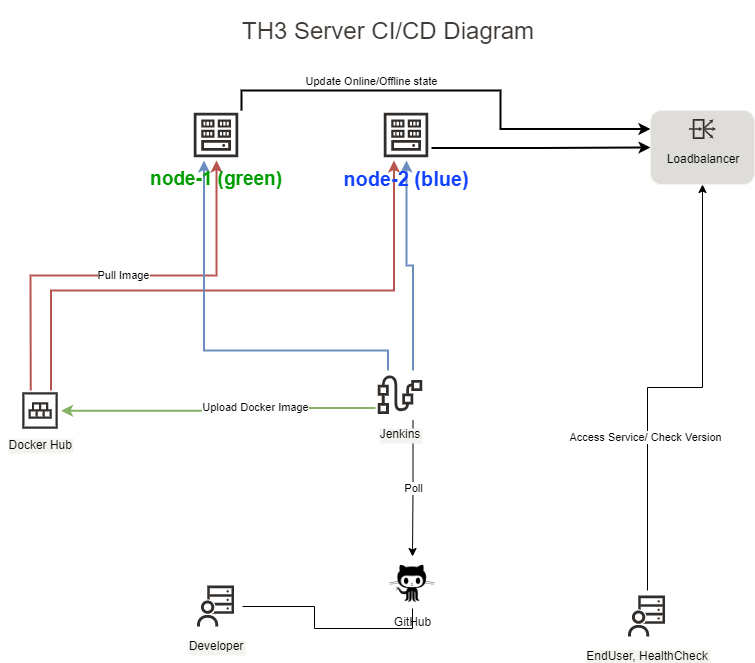 TH3 Server CI/CD Diagram
Update Online/Offline state
Loadbalancer
node-1 (green)
node-2 (blue)
Pull Image
Upload Docker Image
Jenkins
Docker Hub
Access Service/ Check Version
Poll
GitHub
Developer
EndUser, HealthCheck